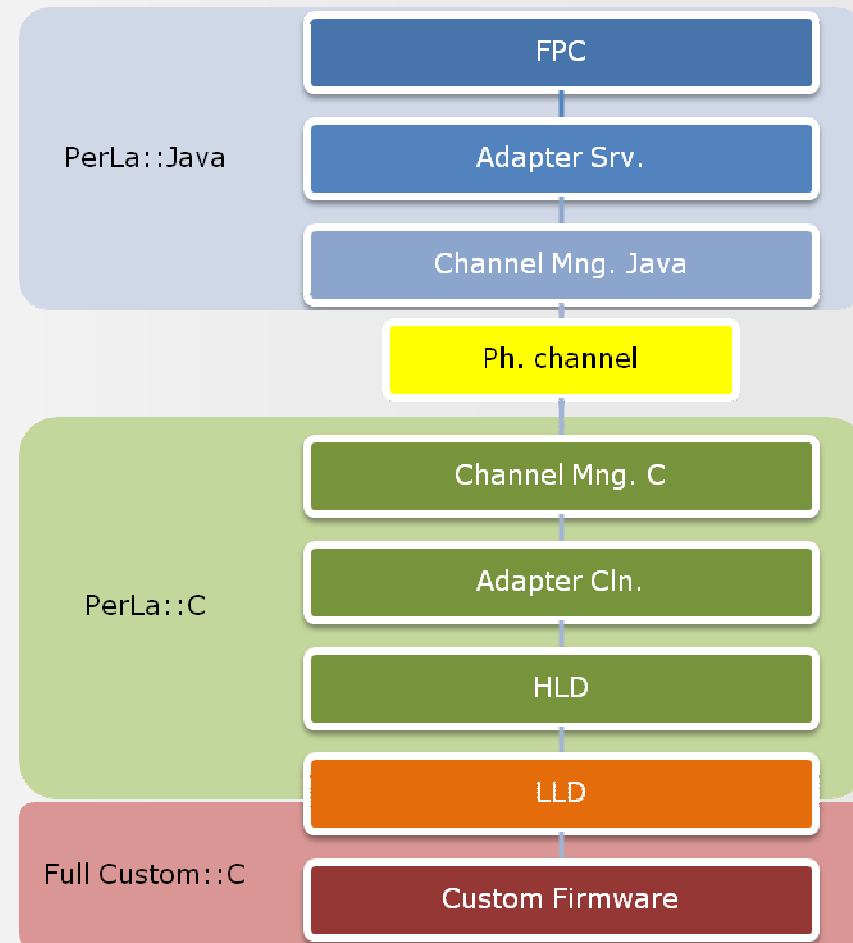 FPC
PerLa::Java
Adapter Srv.
Channel Mng. Java
Ph. channel
Channel Mng. C
Adapter Cln.
PerLa::C
HLD
LLD
Full Custom::C
Custom Firmware